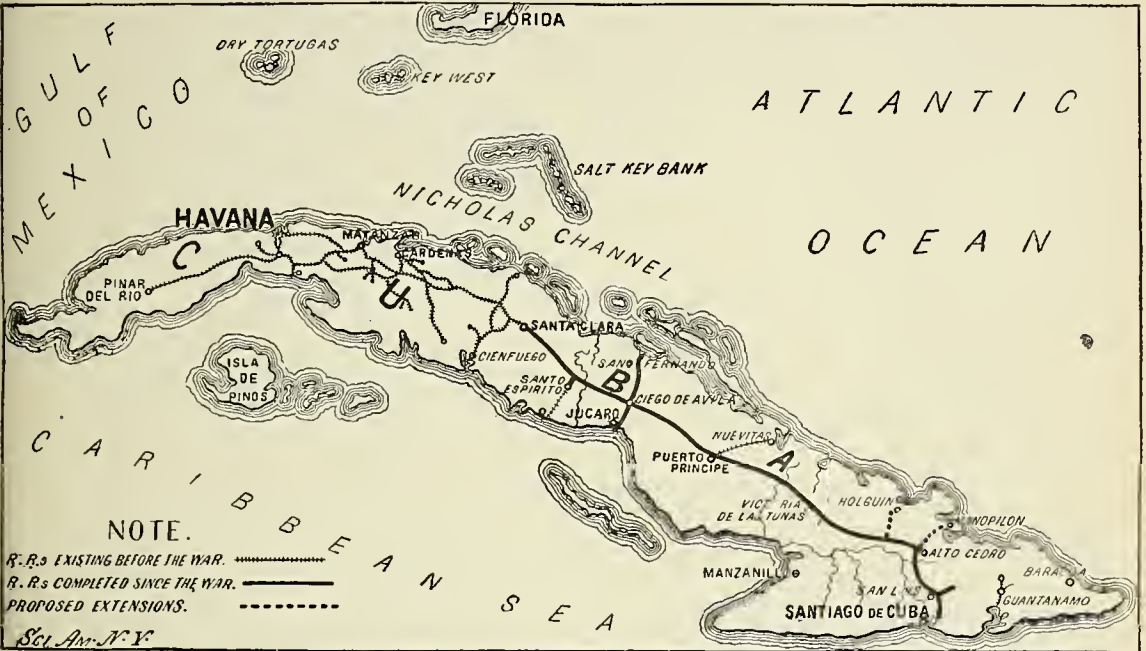 FLORIDA
DRY TORTUGAS
KEY WEST
GULF
OF
MEXICO
ATLANTIC
OCEAN
SALT KEY BANK
NICHOLAS CHANNEL
HAVANA
MATANZAS
CARDENAS
CUBA
PINAR
DEL RIO
SANTA CLARA
CIENFUEGO
SAN FERNANDO
SANTO
ESPIRITO
ISLA
DE
PINOS
JUCARO
CIEGO DE AVILA
NUEVITAS
PUERTO
PRINCIPE
HOLGUIN
DE LAS TUNAS
NOPILON
ALTO CEDRO
MANZANILLO
SAN LUIS
BARACOA
GUANTANAMO
SANTIAGO DE CUBA
CARIBBEAN SEA
NOTE.
R.R.s EXISTING BEFORE THE WAR.
R.R.s COMPLETED SINCE THE WAR.
PROPOSED EXTENSIONS.
Sci. Am. N.Y.